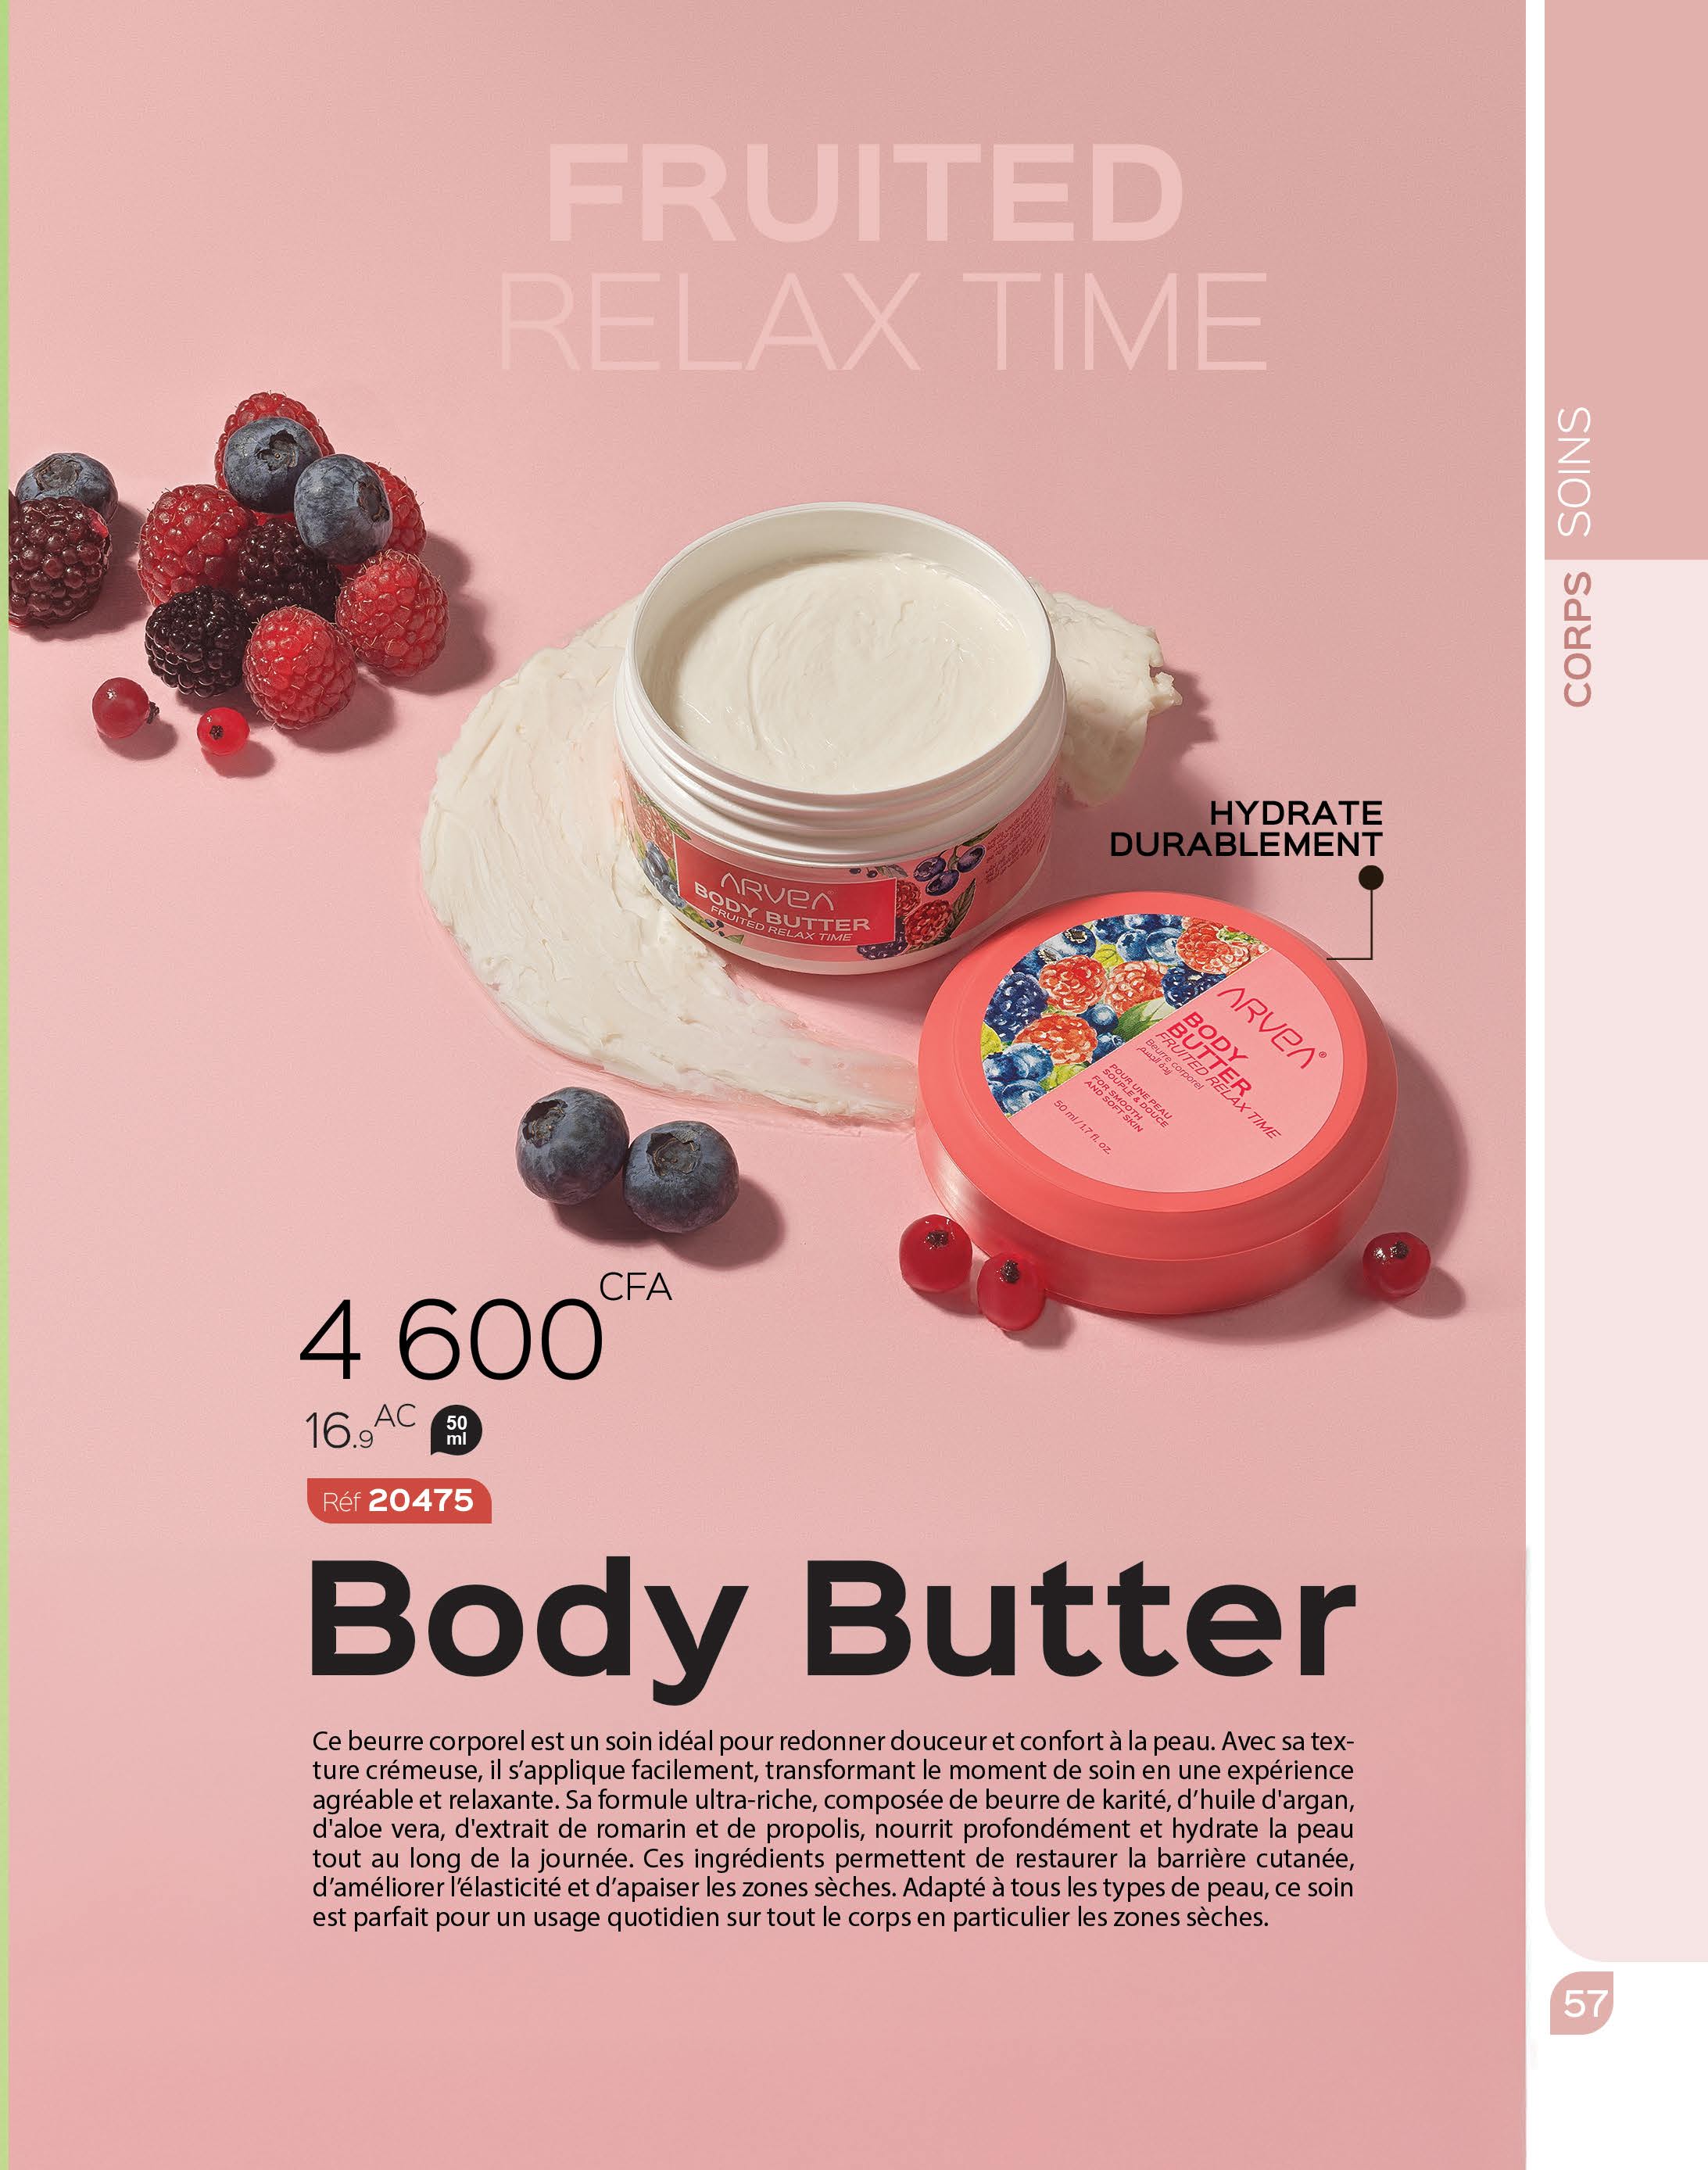 FRUITED
RELAX TIME
SOINS
CORPS
HYDRATE
DURABLEMENT
ARVEA
BODY BUTTER
FRUITED RELAX TIME
ARVEA®
BODY
BUTTER
FRUITED RELAX TIME
Beurre corporel
زبدة الجسم
POUR UNE PEAU
SOUPLE & DOUCE
FOR SMOOTH
AND SOFT SKIN
50 ml/1.7 fl. oz.
4 600 CFA
16.9 AC
50
ml
Réf 20475
Body Butter
Ce beurre corporel est un soin idéal pour redonner douceur et confort à la peau. Avec sa tex-
ture crémeuse, il s’applique facilement, transformant le moment de soin en une expérience
agréable et relaxante. Sa formule ultra-riche, composée de beurre de karité, d’huile d'argan,
d'aloe vera, d'extrait de romarin et de propolis, nourrit profondément et hydrate la peau
tout au long de la journée. Ces ingrédients permettent de restaurer la barrière cutanée,
d’améliorer l’élasticité et d’apaiser les zones sèches. Adapté à tous les types de peau, ce soin
est parfait pour un usage quotidien sur tout le corps en particulier les zones sèches.
57